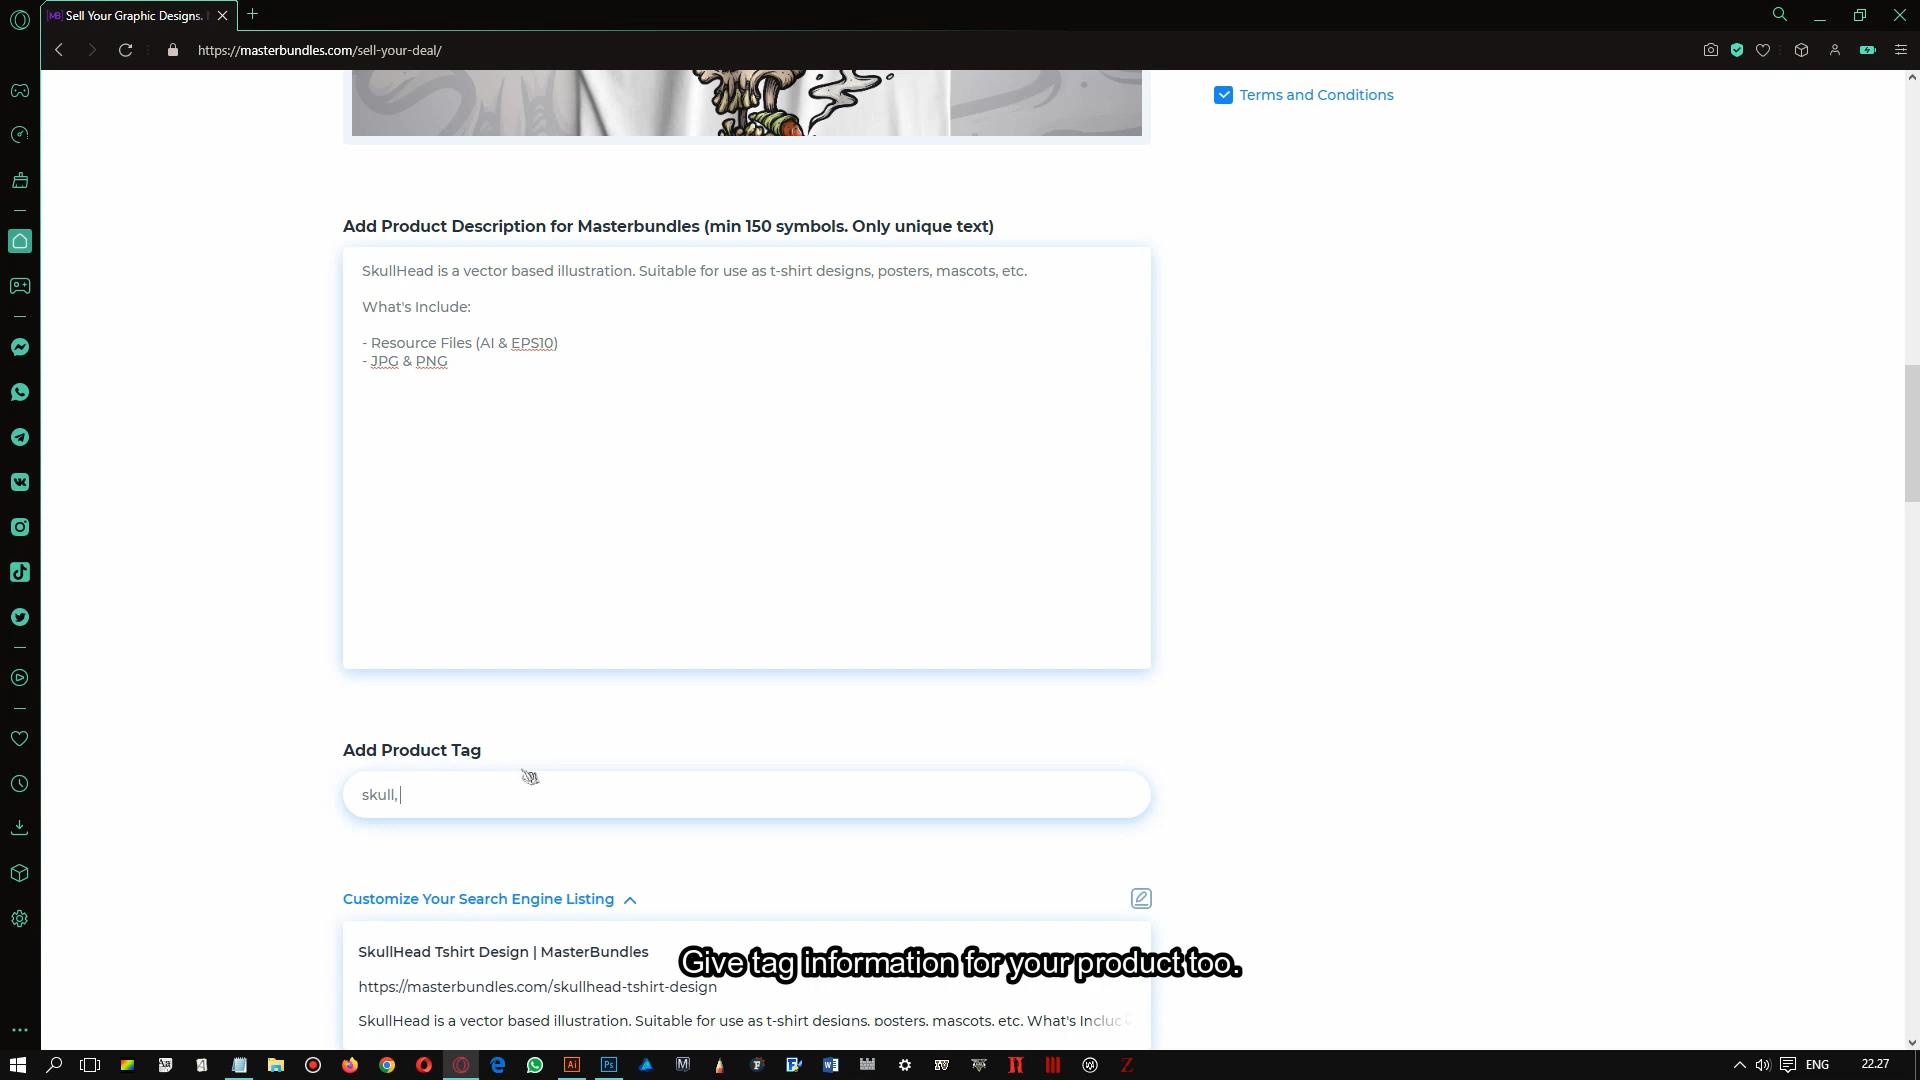 Sell Your Graphic Designs.
https://masterbundles.com/sell-your-deal/
Terms and Conditions
Add Product Description for Masterbundles (min 150 symbols. Only unique text)
SkullHead is a vector based illustration. Suitable for use as t-shirt designs, posters, mascots, etc.
What's Include:
- Resource Files (AI & EPS10)
- JPG & PNG
Add Product Tag
skull,
Customize Your Search Engine Listing
SkullHead Tshirt Design | MasterBundles
Give tag information for your product too.
https://masterbundles.com/skullhead-tshirt-design
SkullHead is a vector based illustration. Suitable for use as t-shirt designs, posters, mascots, etc. What's Incluc
ENG
22.27